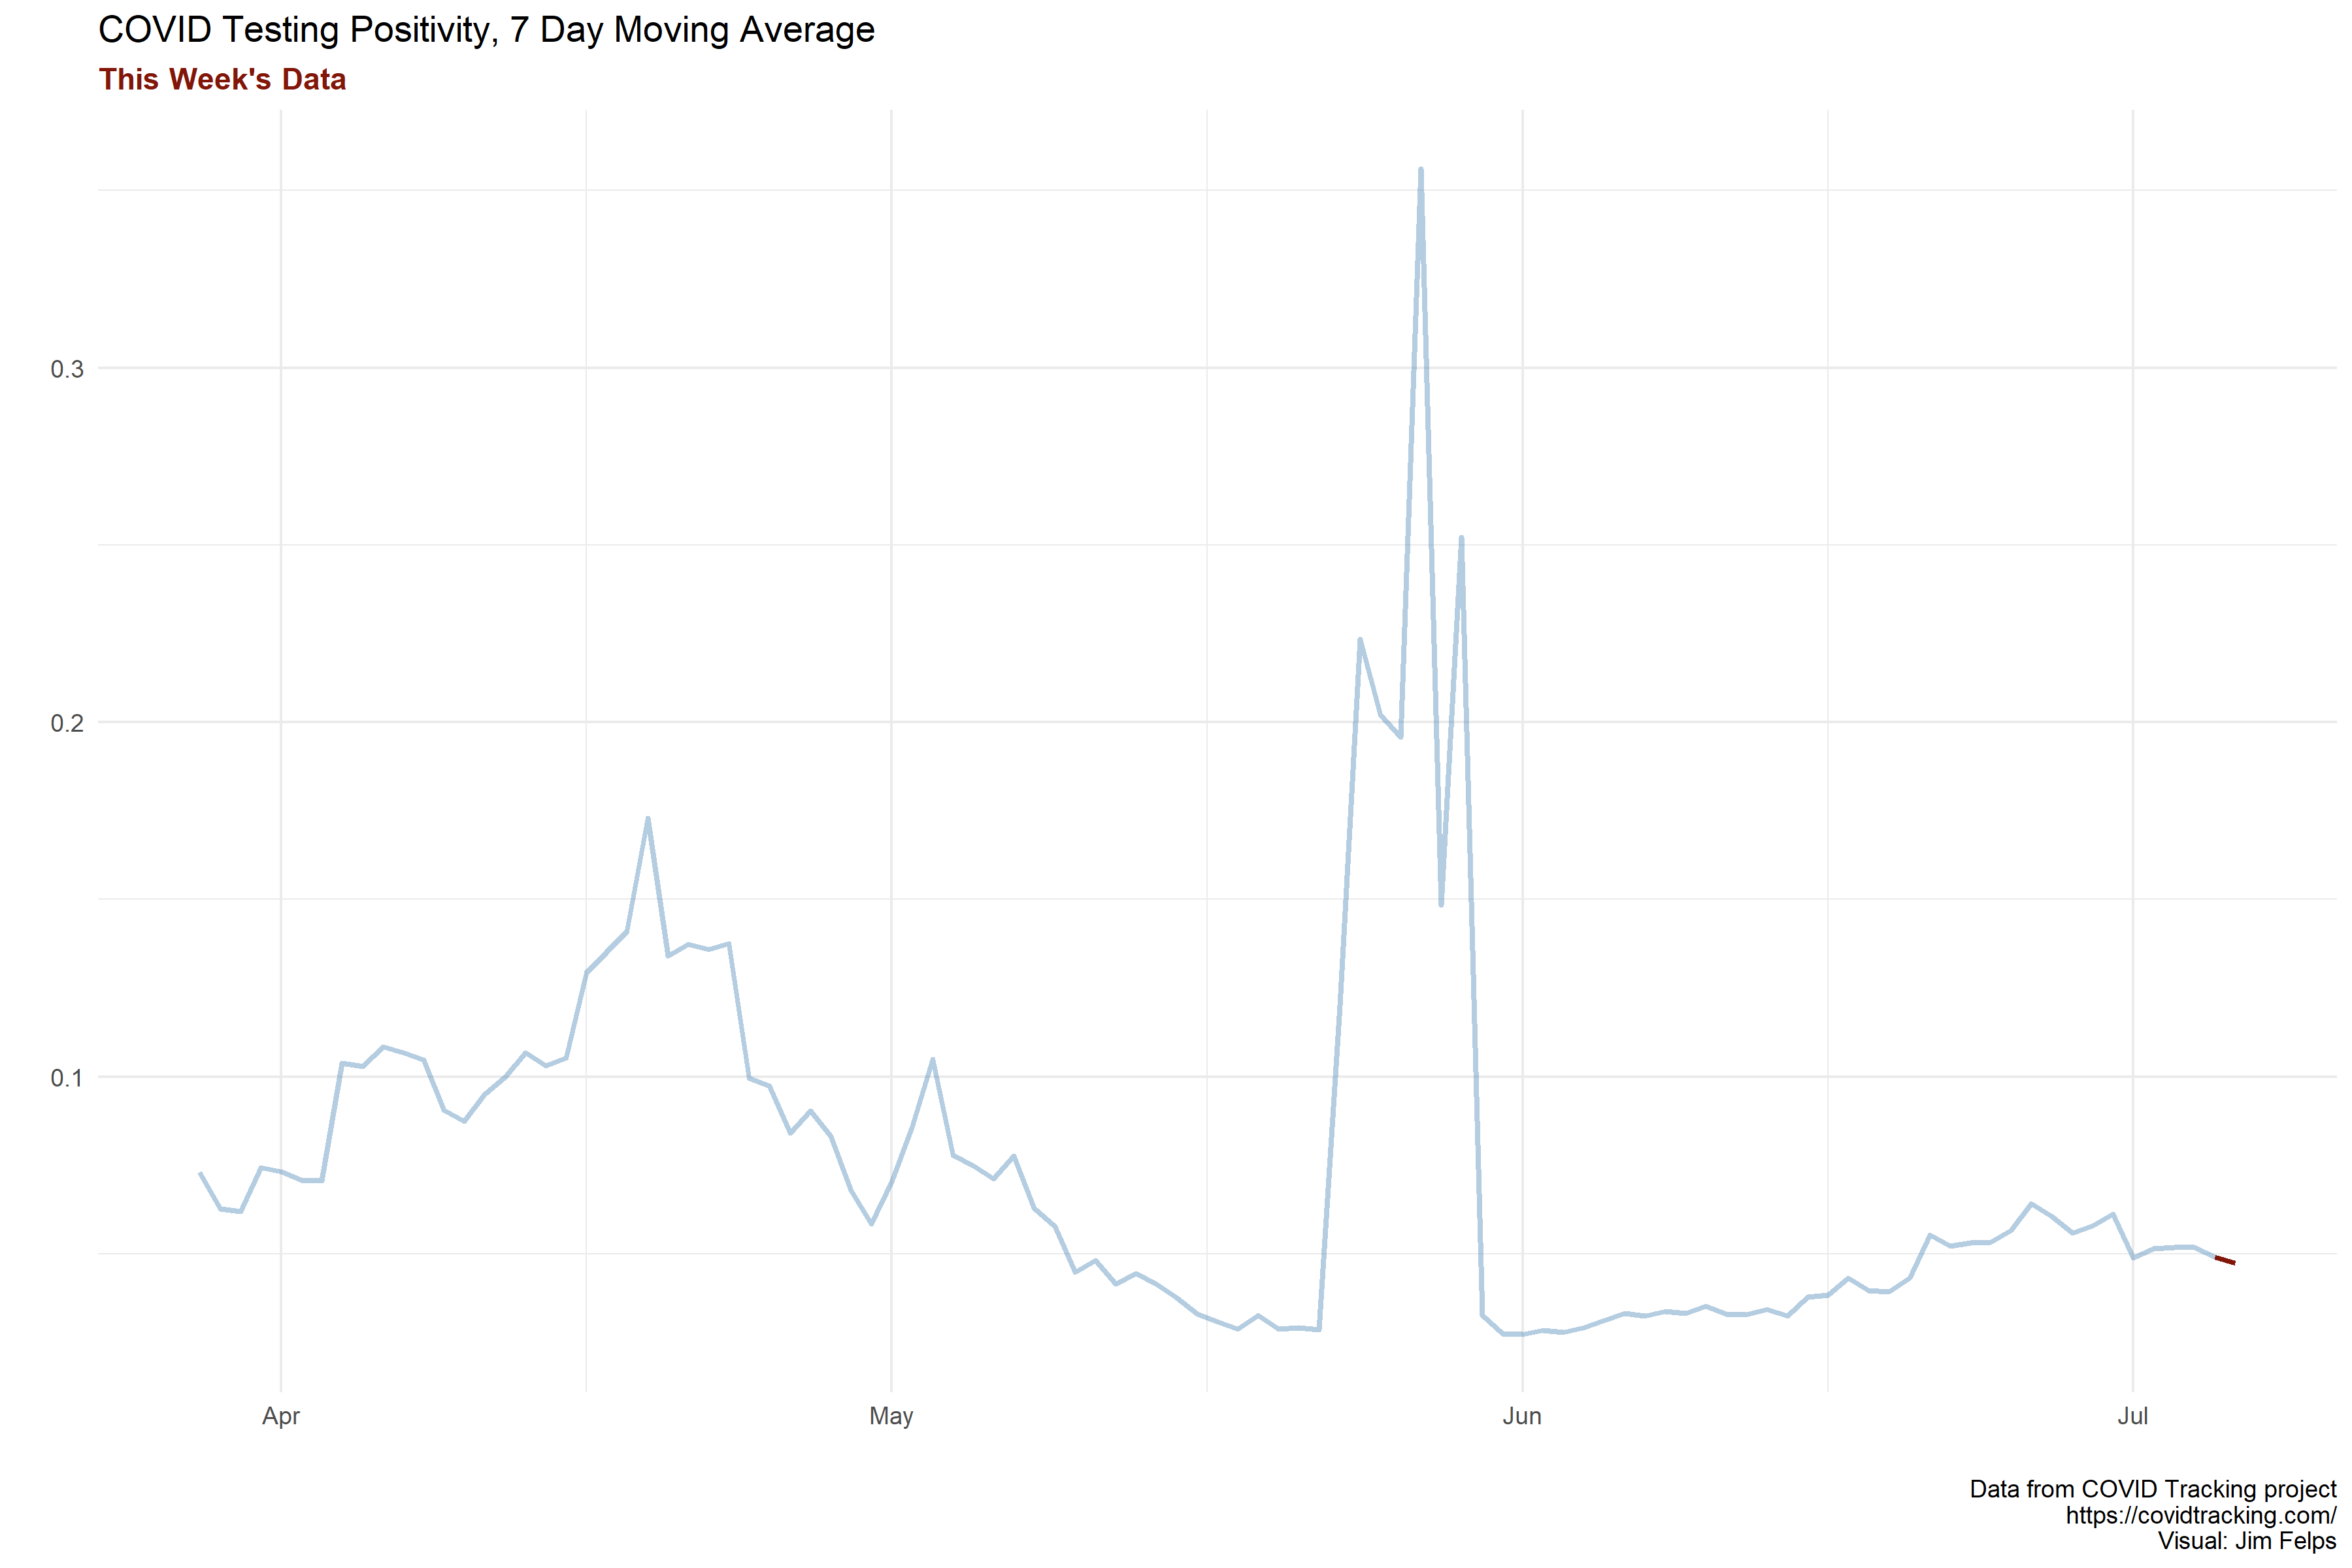 COVID Testing Positivity, 7 Day Moving Average
This Week's Data
0.3
0.2
0.1
Apr
May
Jun
Jul
Data from COVID Tracking project
https://covidtracking.com/
Visual: Jim Felps